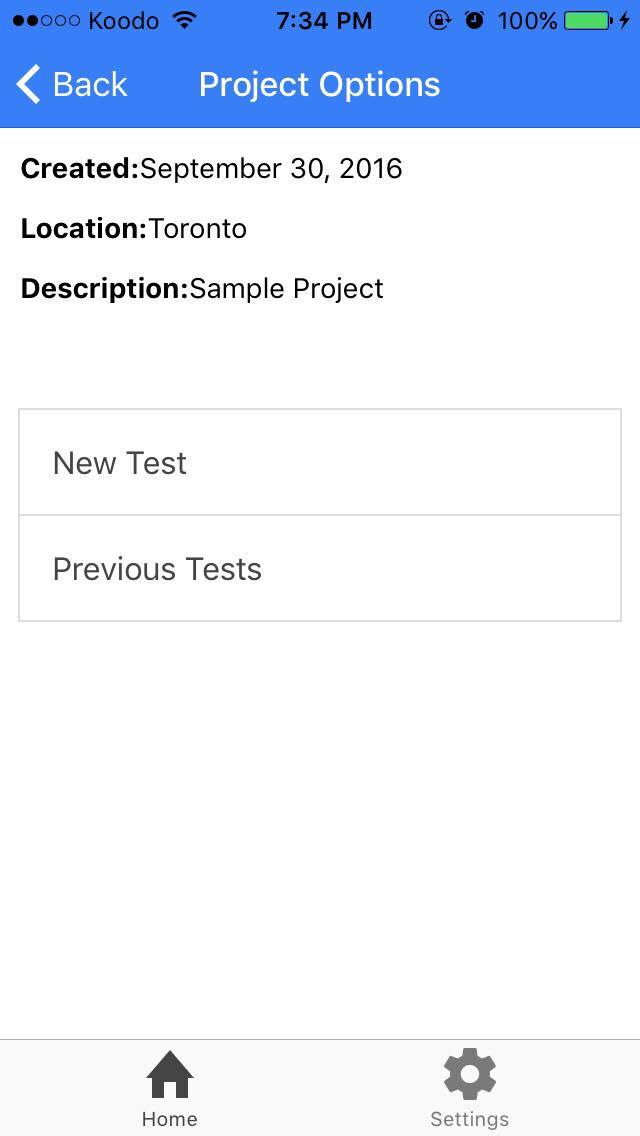 Koodo 7:34 PM 100%
Back Project Options
Created:September 30, 2016
Location:Toronto
Description:Sample Project
New Test
Previous Tests
Home Settings